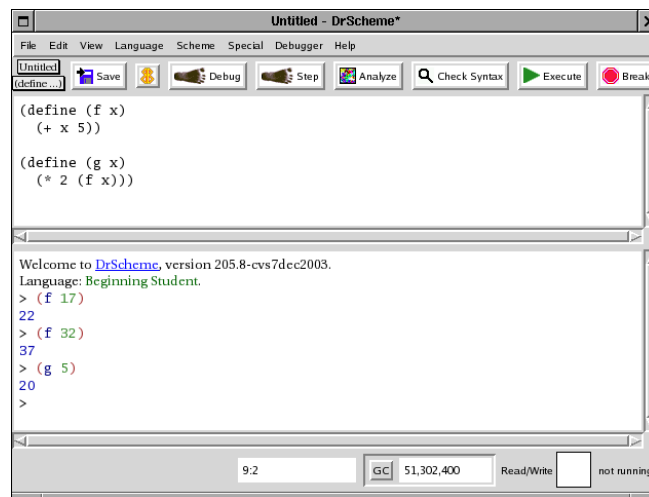 Untitled - DrScheme*
File Edit View Language Scheme Special Debugger Help
Untitled
(define ...)
Save
Debug
Step
Analyze
Check Syntax
Execute
Break
(define (f x)
  (+ x 5))
(define (g x)
  (* 2 (f x)))
Welcome to DrScheme, version 205.8-cvs7dec2003.
Language: Beginning Student.
> (f 17)
22
> (f 32)
37
> (g 5)
20
>
9:2
GC
51,302,400
Read/Write
not running